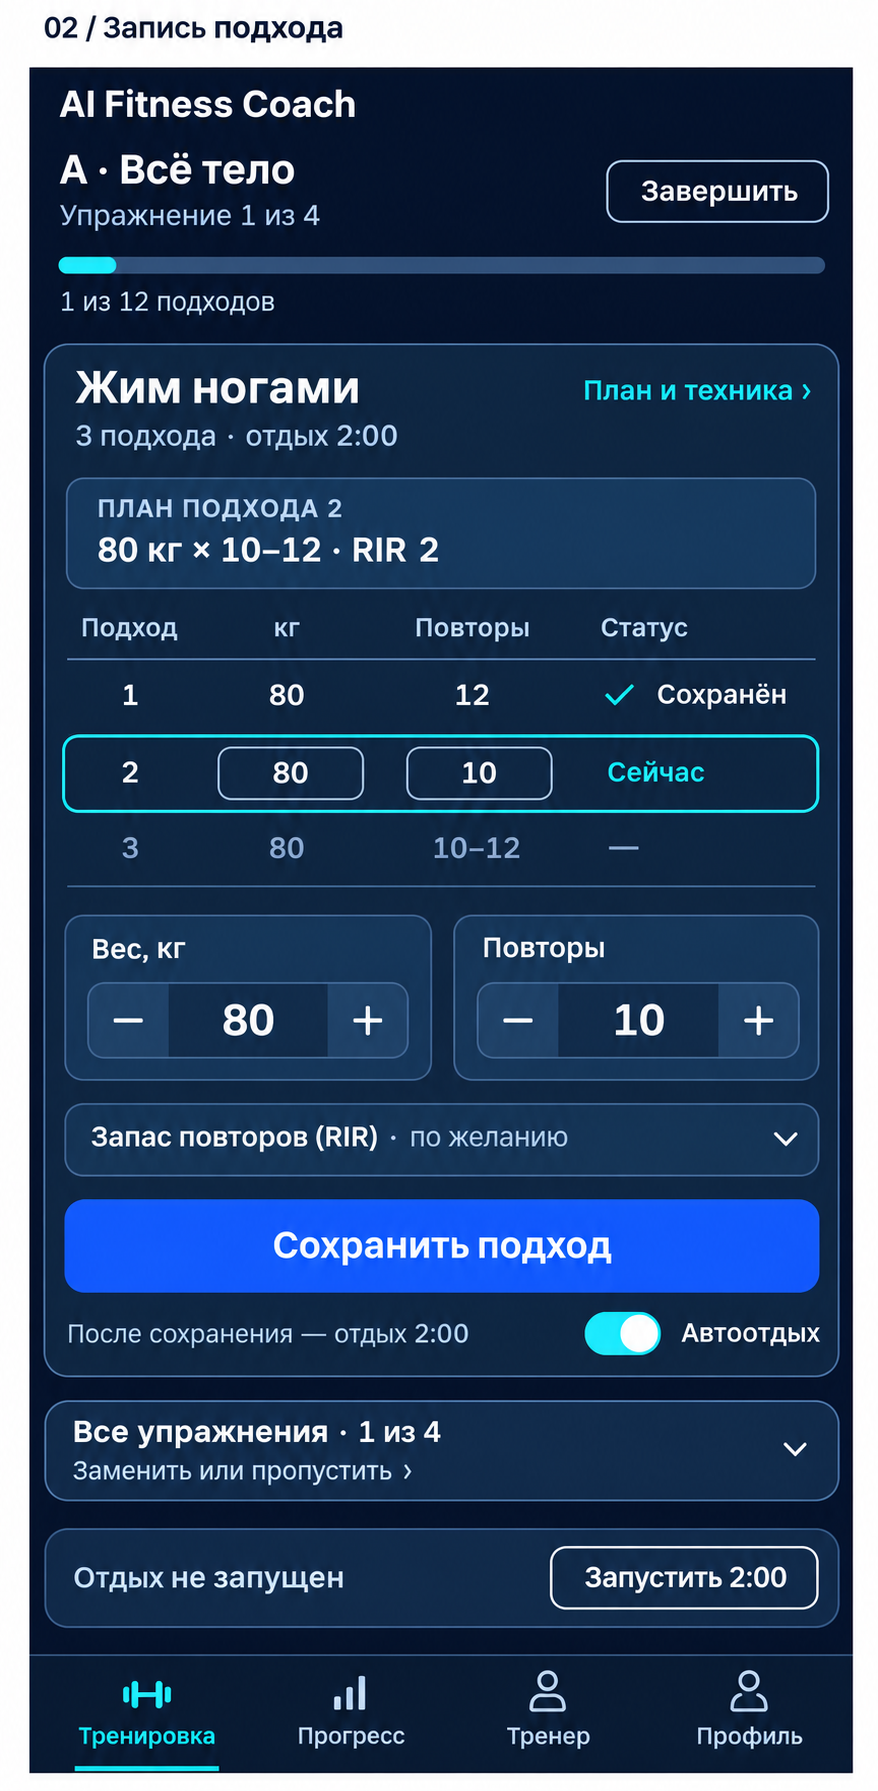 02 / Запись подхода
AI Fitness Coach
А · Всё тело
Завершить
Упражнение 1 из 4
1 из 12 подходов
Жим ногами
План и техника ›
3 подхода · отдых 2:00
ПЛАН ПОДХОДА 2
80 кг × 10–12 · RIR 2
Подход кг Повторы Статус
1 80 12 ✓ Сохранён
2 80 10 Сейчас
3 80 10–12 —
Вес, кг
− 80 +
Повторы
− 10 +
Запас повторов (RIR) · по желанию
Сохранить подход
После сохранения — отдых 2:00
Автоотдых
Все упражнения · 1 из 4
Заменить или пропустить ›
Отдых не запущен
Запустить 2:00
Тренировка Прогресс Тренер Профиль